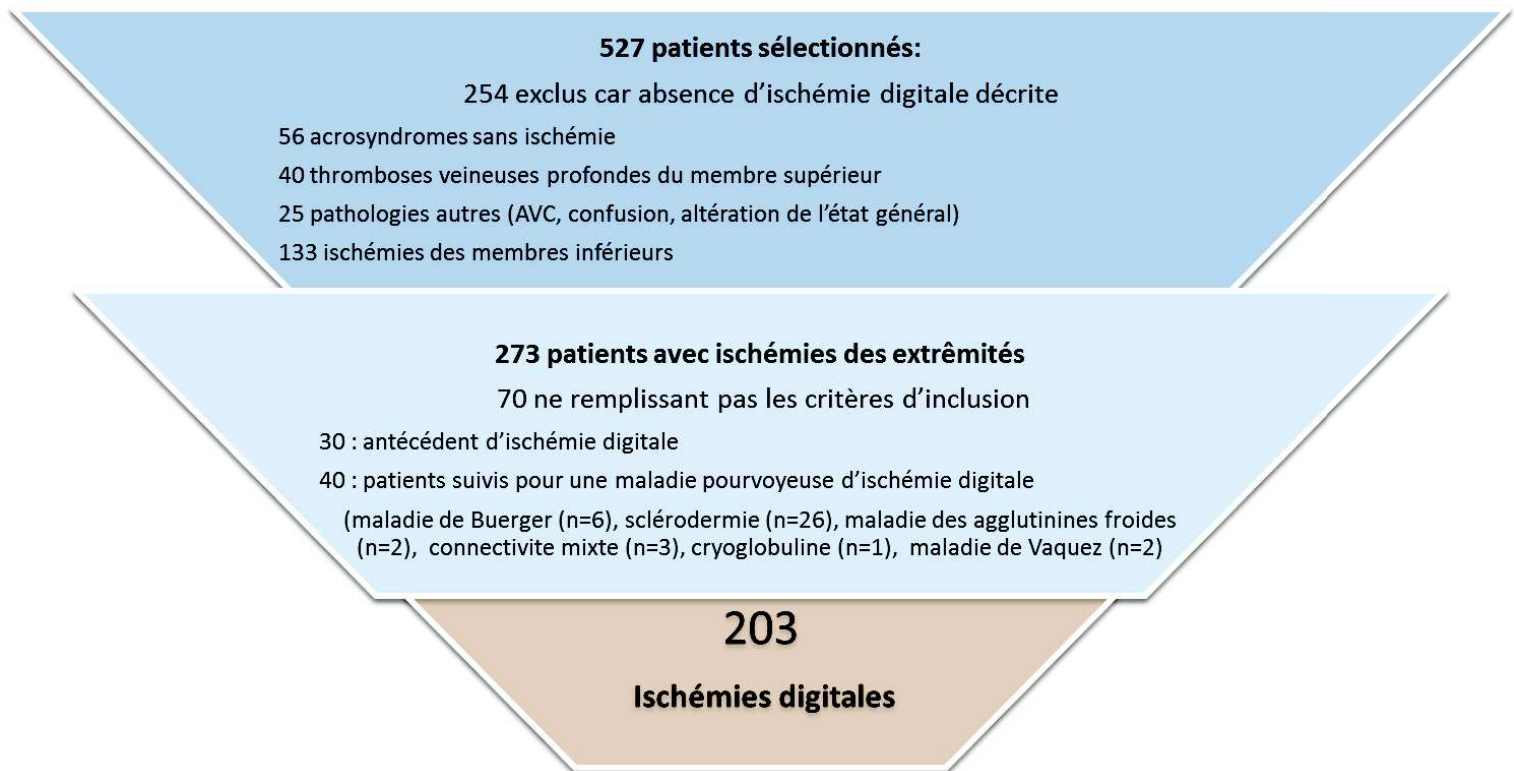 527 patients sélectionnés:
254 exclus car absence d'ischémie digitale décrite
56 acrosyndromes sans ischémie
40 thromboses veineuses profondes du membre supérieur
25 pathologies autres (AVC, confusion, altération de l'état général)
133 ischémies des membres inférieurs
273 patients avec ischémies des extrêmités
70 ne remplissant pas les critères d'inclusion
30 : antécédent d'ischémie digitale
40 : patients suivis pour une maladie pourvoyeuse d'ischémie digitale
(maladie de Buerger (n=6), sclérodermie (n=26), maladie des agglutinines froides
(n=2), connectivite mixte (n=3), cryoglobuline (n=1), maladie de Vaquez (n=2)
203
Ischémies digitales